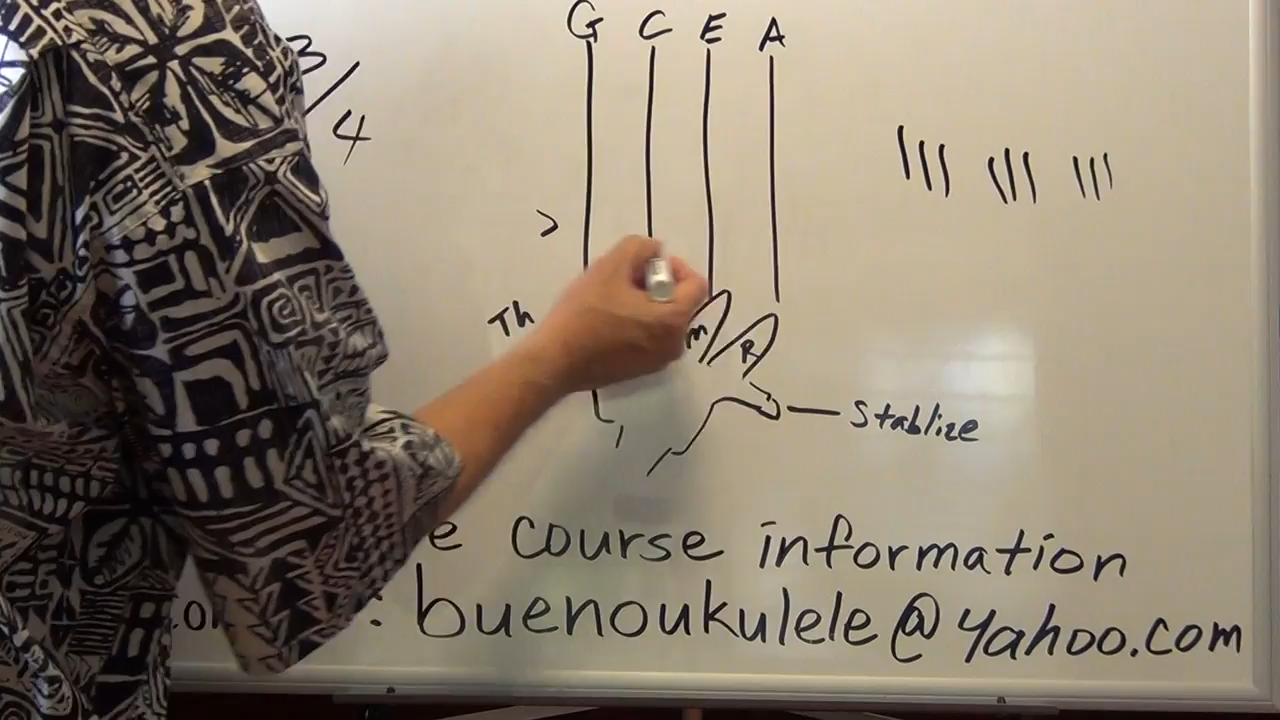 G C E A
3/4
>
Th
m R
Stablize
e course information
: buenoukulele@yahoo.com